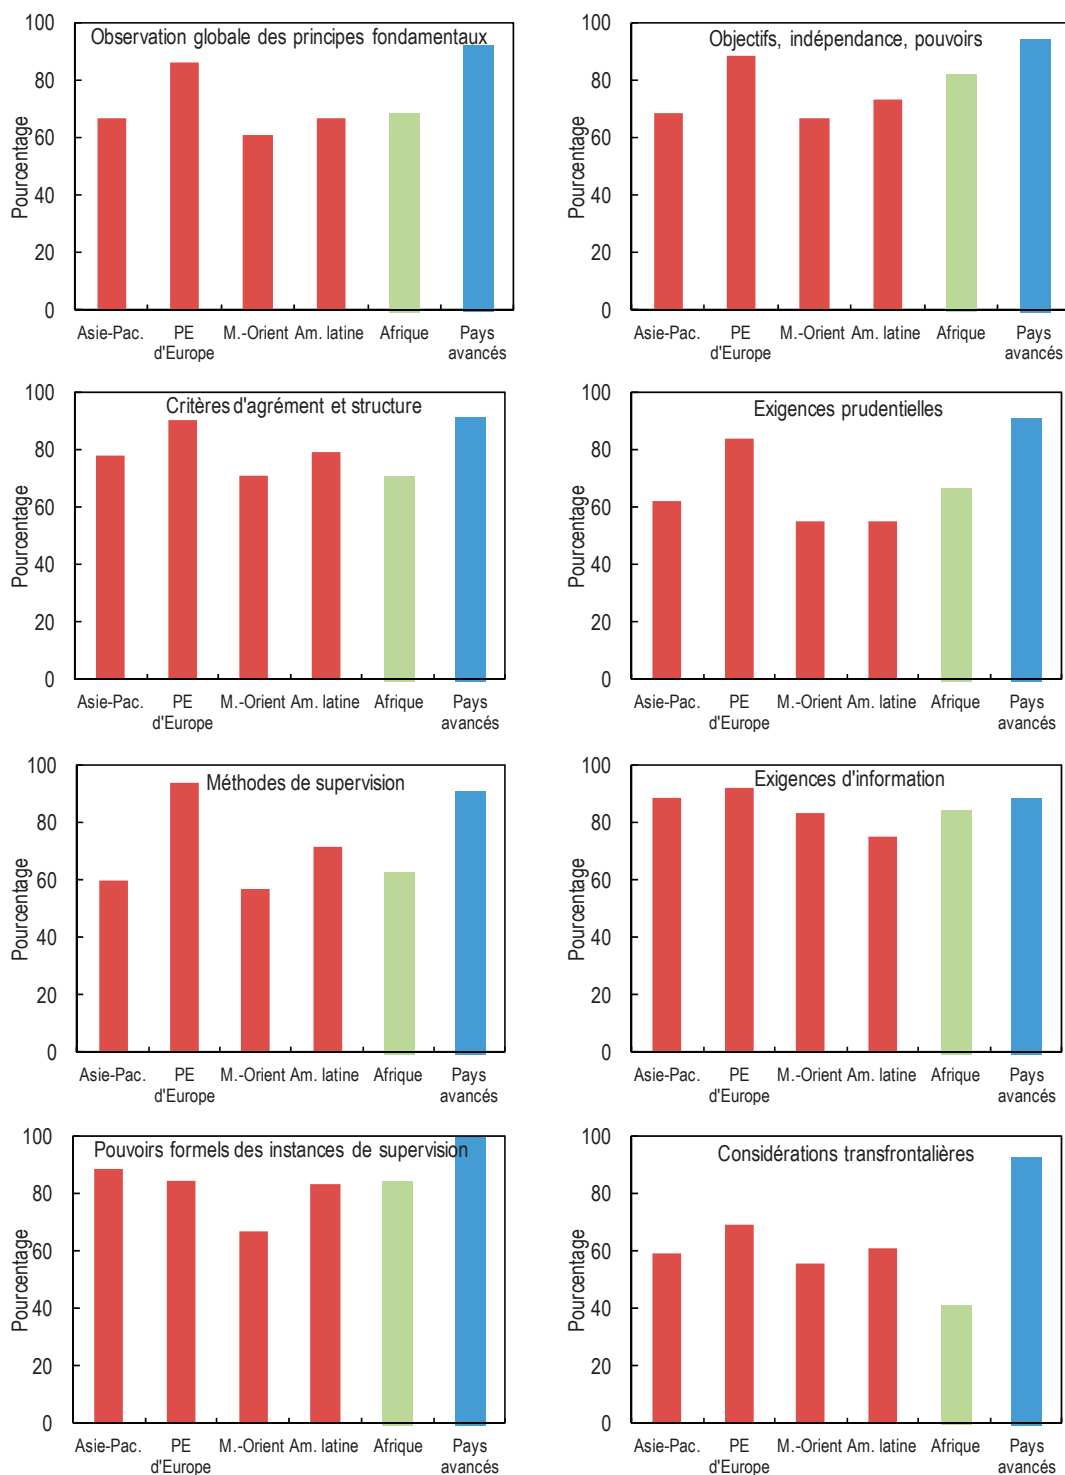 Observation globale des principes fondamentaux
Pourcentage
100
80
60
40
20
0
Asie-Pac.
PE
d'Europe
M.-Orient
Am. latine
Afrique
Pays
avancés
Objectifs, indépendance, pouvoirs
Pourcentage
100
80
60
40
20
0
Asie-Pac.
PE
d'Europe
M.-Orient
Am. latine
Afrique
Pays
avancés
Critères d'agrément et structure
Pourcentage
100
80
60
40
20
0
Asie-Pac.
PE
d'Europe
M.-Orient
Am. latine
Afrique
Pays
avancés
Exigences prudentielles
Pourcentage
100
80
60
40
20
0
Asie-Pac.
PE
d'Europe
M.-Orient
Am. latine
Afrique
Pays
avancés
Méthodes de supervision
Pourcentage
100
80
60
40
20
0
Asie-Pac.
PE
d'Europe
M.-Orient
Am. latine
Afrique
Pays
avancés
Exigences d'information
Pourcentage
100
80
60
40
20
0
Asie-Pac.
PE
d'Europe
M.-Orient
Am. latine
Afrique
Pays
avancés
Pouvoirs formels des instances de supervision
Pourcentage
100
80
60
40
20
0
Asie-Pac.
PE
d'Europe
M.-Orient
Am. latine
Afrique
Pays
avancés
Considérations transfrontalières
Pourcentage
100
80
60
40
20
0
Asie-Pac.
PE
d'Europe
M.-Orient
Am. latine
Afrique
Pays
avancés